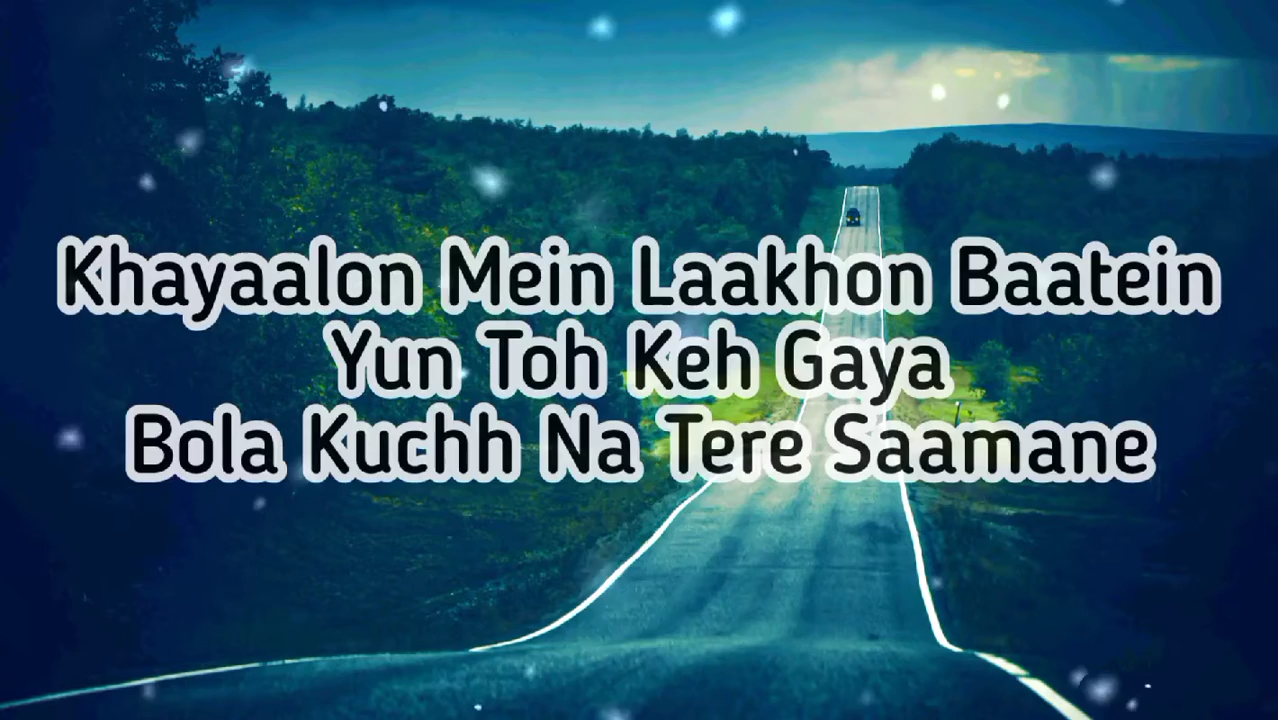 Khayaalon Mein Laakhon Baatein
Yun Toh Keh Gaya
Bola Kuchh Na Tere Saamane